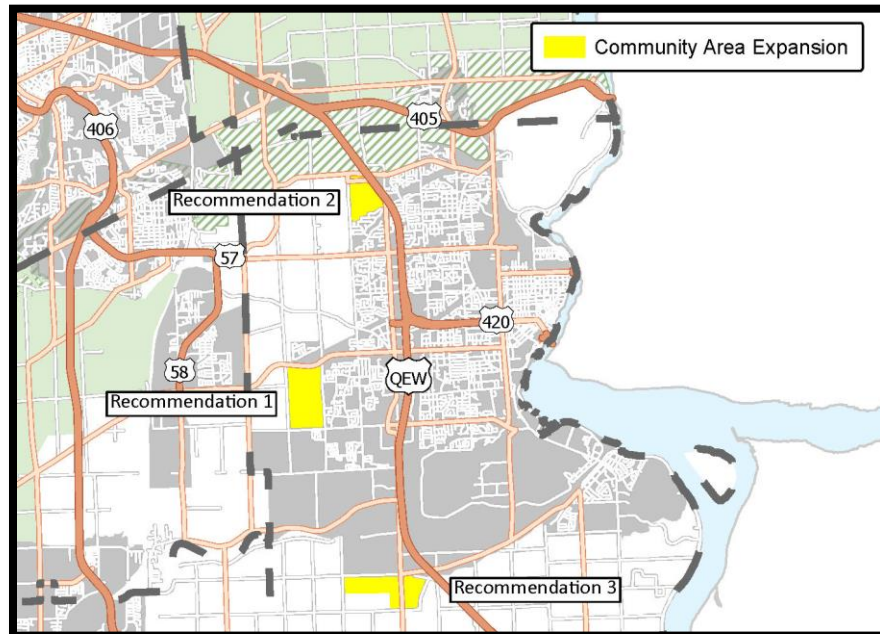 Community Area Expansion
406
405
Recommendation 2
57
420
58
QEW
Recommendation 1
Recommendation 3